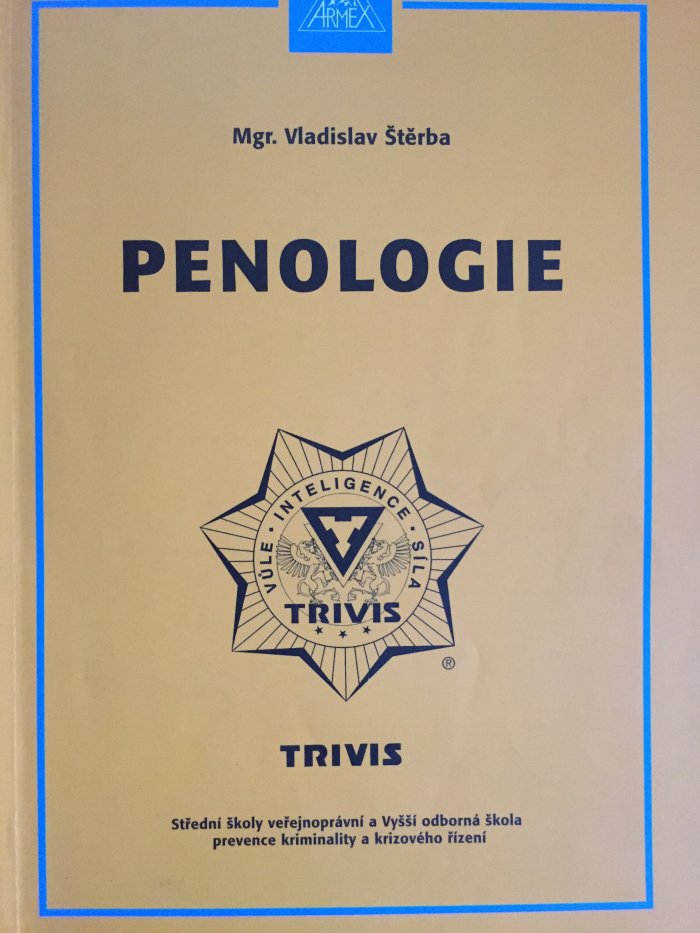 ARMEX
Mgr. Vladislav Štěrba
PENOLOGIE
VŮLE · INTELIGENCE · SÍLA
TRIVIS
®
TRIVIS
Střední školy veřejnoprávní a Vyšší odborná škola
prevence kriminality a krizového řízení